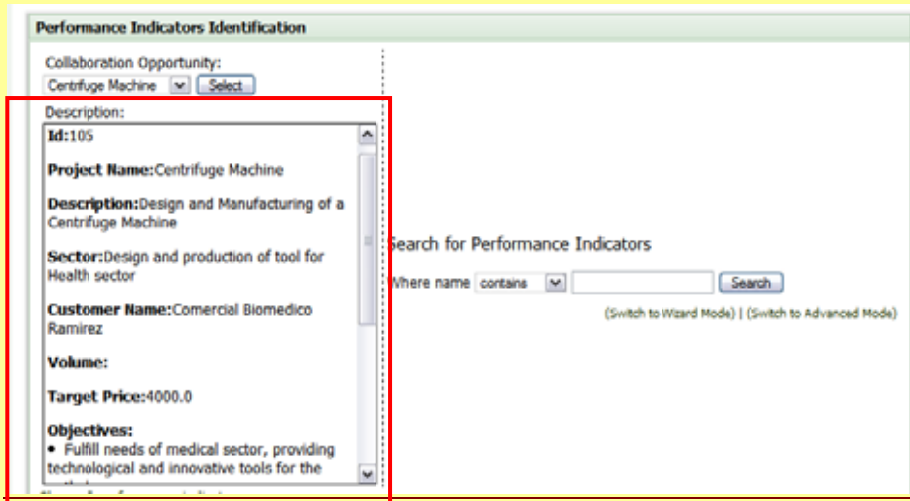 Performance Indicators Identification
Collaboration Opportunity:
Centrifuge Machine Select
Description:
Id:105
Project Name:Centrifuge Machine
Description:Design and Manufacturing of a
Centrifuge Machine
Sector:Design and production of tool for
Health sector
Customer Name:Comercial Biomedico
Ramirez
Volume:
Target Price:4000.0
Objectives:
• Fulfill needs of medical sector, providing
technological and innovative tools for the
Search for Performance Indicators
Where name contains Search
(Switch to Wizard Mode) | (Switch to Advanced Mode)